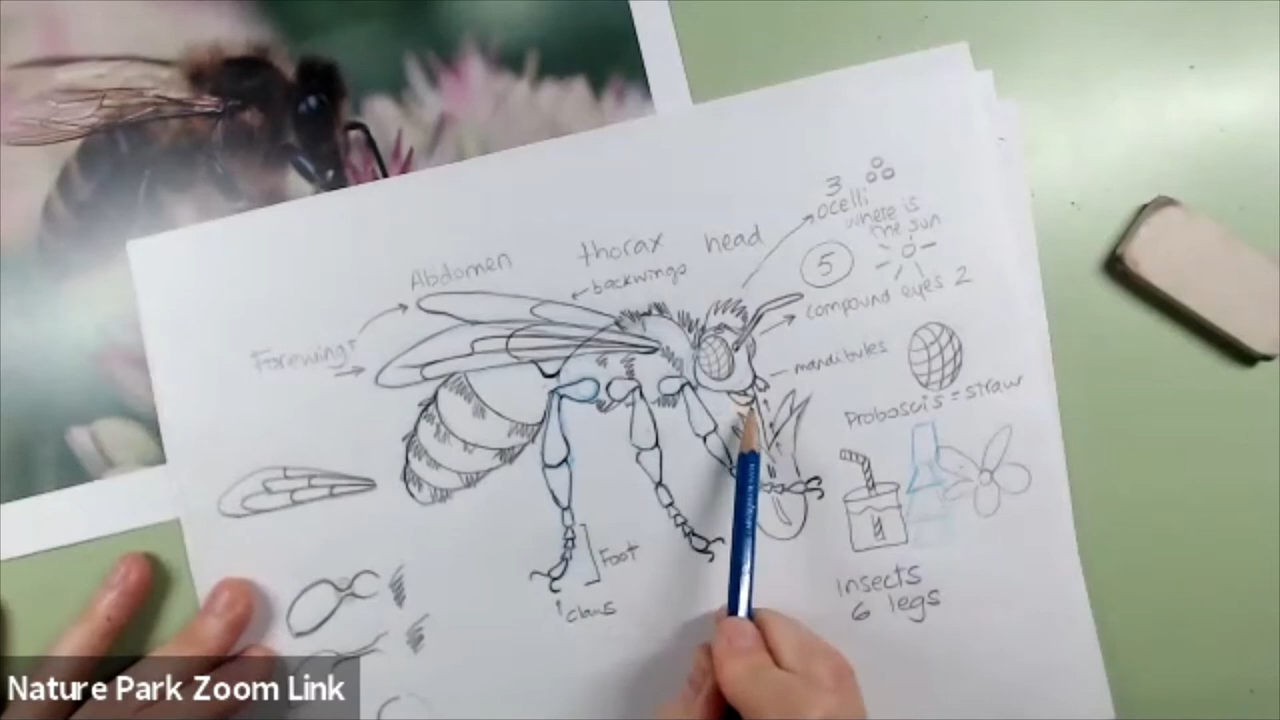 3
ocelli
where is
the sun
head
thorax
Abdomen
backwings
5
compound eyes 2
Forewings
mandibules
Proboscis = straw
Foot
claws
Insects
6 legs
Nature Park Zoom Link